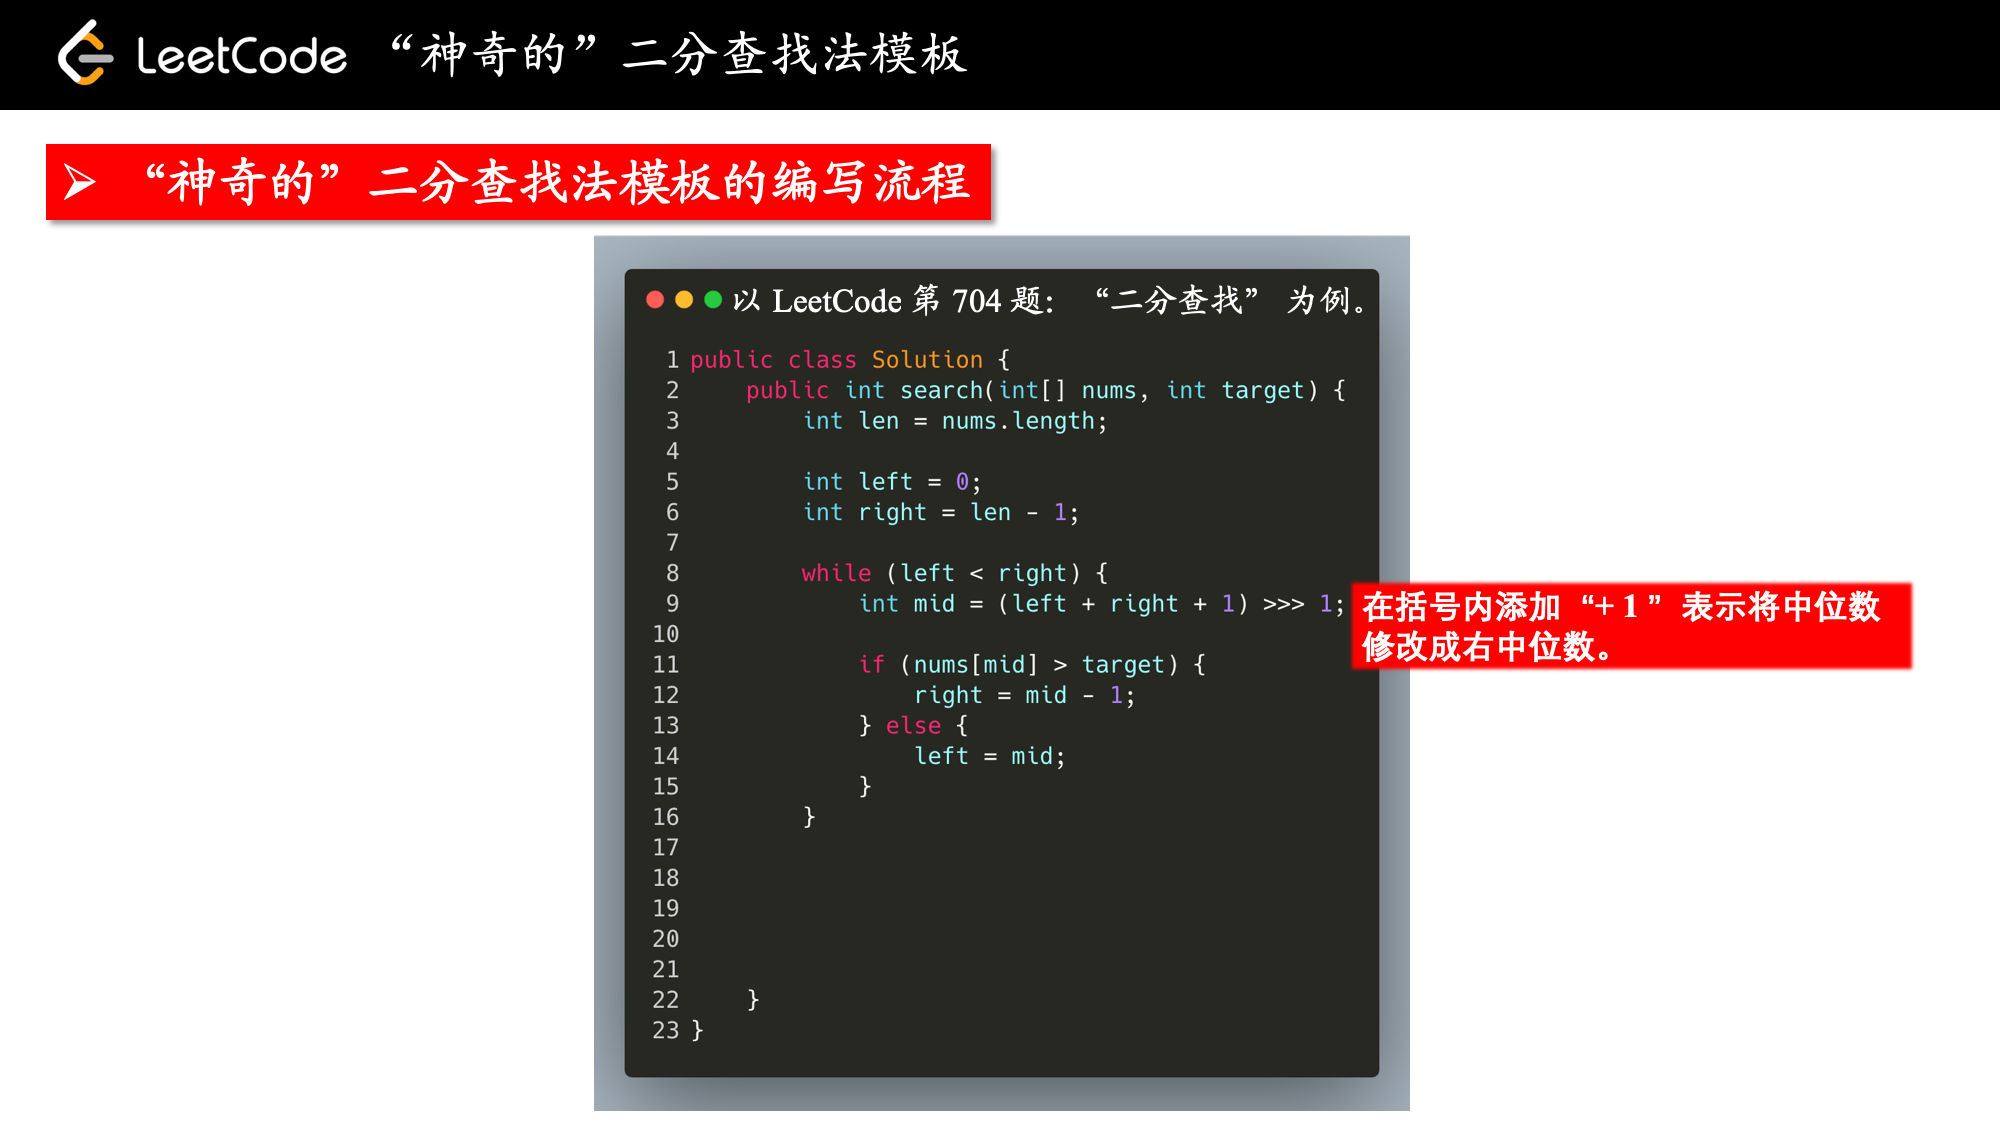 LeetCode “神奇的”二分查找法模板
➢ “神奇的”二分查找法模板的编写流程
以 LeetCode 第 704 题：“二分查找” 为例。
1 public class Solution {
2     public int search(int[] nums, int target) {
3         int len = nums.length;
4
5         int left = 0;
6         int right = len - 1;
7
8         while (left < right) {
9             int mid = (left + right + 1) >>> 1;
在括号内添加“+ 1 ”表示将中位数
修改成右中位数。
10
11             if (nums[mid] > target) {
12                 right = mid - 1;
13             } else {
14                 left = mid;
15             }
16         }
17
18
19
20
21
22     }
23 }